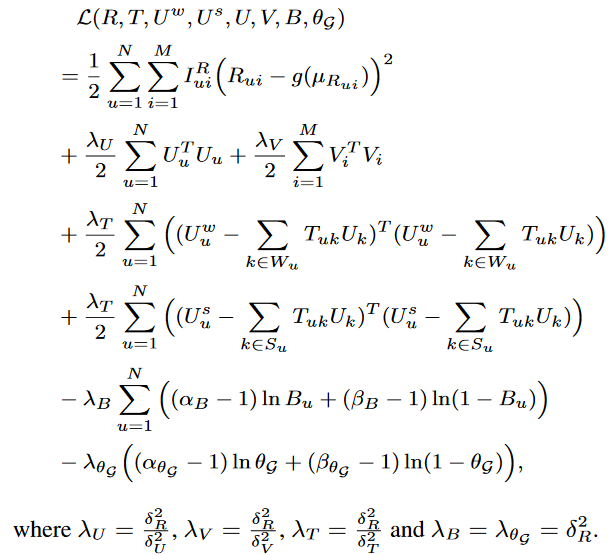 \mathcal{L}(R, T, U^w, U^s, U, V, B, \theta_{\mathcal{G}})
= \frac{1}{2} \sum_{u=1}^{N} \sum_{i=1}^{M} I_{ui}^{R} \Big( R_{ui} - g(\mu_{R_{ui}}) \Big)^2
+ \frac{\lambda_U}{2} \sum_{u=1}^{N} U_u^T U_u + \frac{\lambda_V}{2} \sum_{i=1}^{M} V_i^T V_i
+ \frac{\lambda_T}{2} \sum_{u=1}^{N} \Big( (U_u^w - \sum_{k \in W_u} T_{uk} U_k)^T (U_u^w - \sum_{k \in W_u} T_{uk} U_k) \Big)
+ \frac{\lambda_T}{2} \sum_{u=1}^{N} \Big( (U_u^s - \sum_{k \in S_u} T_{uk} U_k)^T (U_u^s - \sum_{k \in S_u} T_{uk} U_k) \Big)
- \lambda_B \sum_{u=1}^{N} \Big( (\alpha_B - 1) \ln B_u + (\beta_B - 1) \ln(1 - B_u) \Big)
- \lambda_{\theta_{\mathcal{G}}} \Big( (\alpha_{\theta_{\mathcal{G}}} - 1) \ln \theta_{\mathcal{G}} + (\beta_{\theta_{\mathcal{G}}} - 1) \ln(1 - \theta_{\mathcal{G}}) \Big),
where \lambda_U = \frac{\delta_R^2}{\delta_U^2}, \lambda_V = \frac{\delta_R^2}{\delta_V^2}, \lambda_T = \frac{\delta_R^2}{\delta_T^2} and \lambda_B = \lambda_{\theta_{\mathcal{G}}} = \delta_R^2.